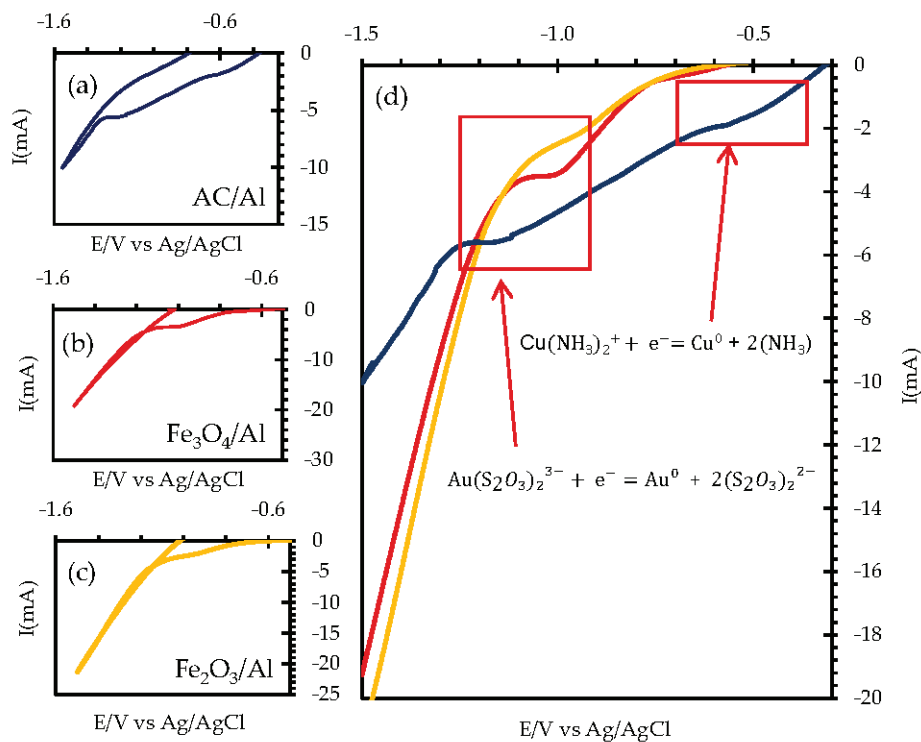 -1.6 -0.6
0
-5
-10
-15
I(mA)
(a)
AC/Al
E/V vs Ag/AgCl
-1.6 -0.6
0
-10
-20
-30
I(mA)
(b)
Fe₃O₄/Al
-1.6 -0.6
0
-5
-10
-15
-20
-25
I(mA)
(c)
Fe₂O₃/Al
E/V vs Ag/AgCl
-1.5 -1.0 -0.5
(d)
0
-2
-4
-6
-8
-10
-12
-14
-16
-18
-20
I(mA)
Cu(NH₃)₂⁺ + e⁻ = Cu⁰ + 2(NH₃)
Au(S₂O₃)₂³⁻ + e⁻ = Au⁰ + 2(S₂O₃)₂²⁻
E/V vs Ag/AgCl